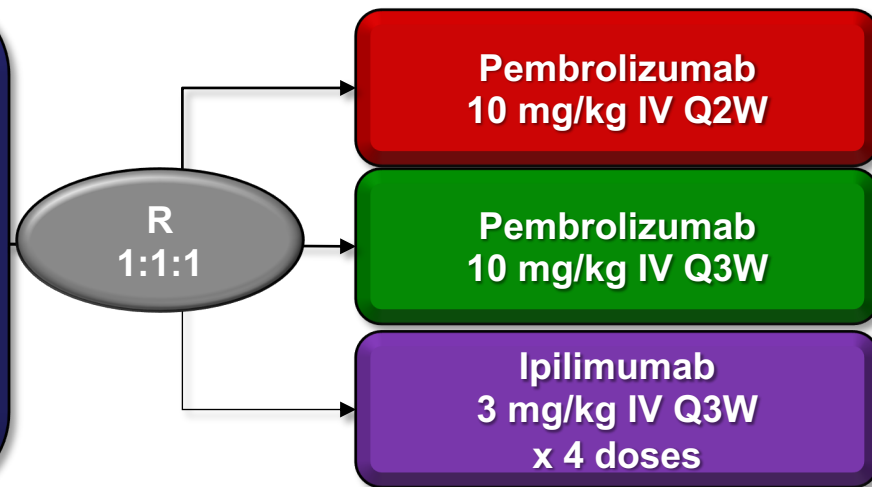 Pembrolizumab
10 mg/kg IV Q2W
R
1:1:1
Pembrolizumab
10 mg/kg IV Q3W
Ipilimumab
3 mg/kg IV Q3W
x 4 doses